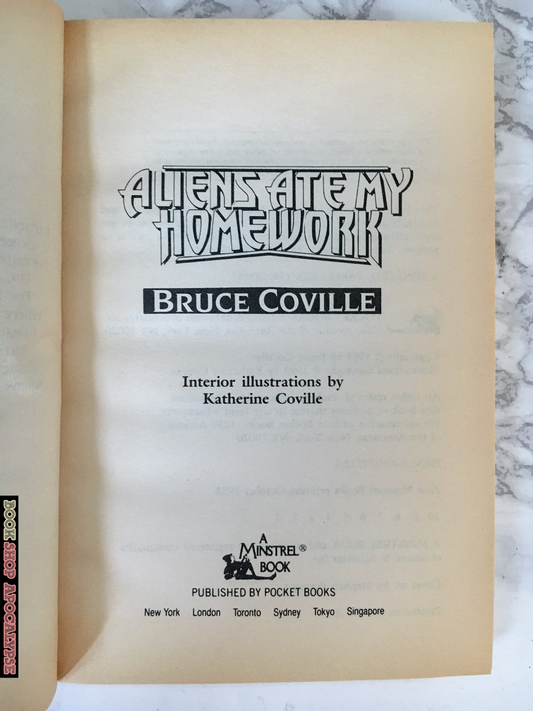 ALIENS ATE MY
HOMEWORK
BRUCE COVILLE
Interior illustrations by
Katherine Coville
A
MINSTREL®
BOOK
PUBLISHED BY POCKET BOOKS
New York London Toronto Sydney Tokyo Singapore
BOOK SHOP APOCALYPSE